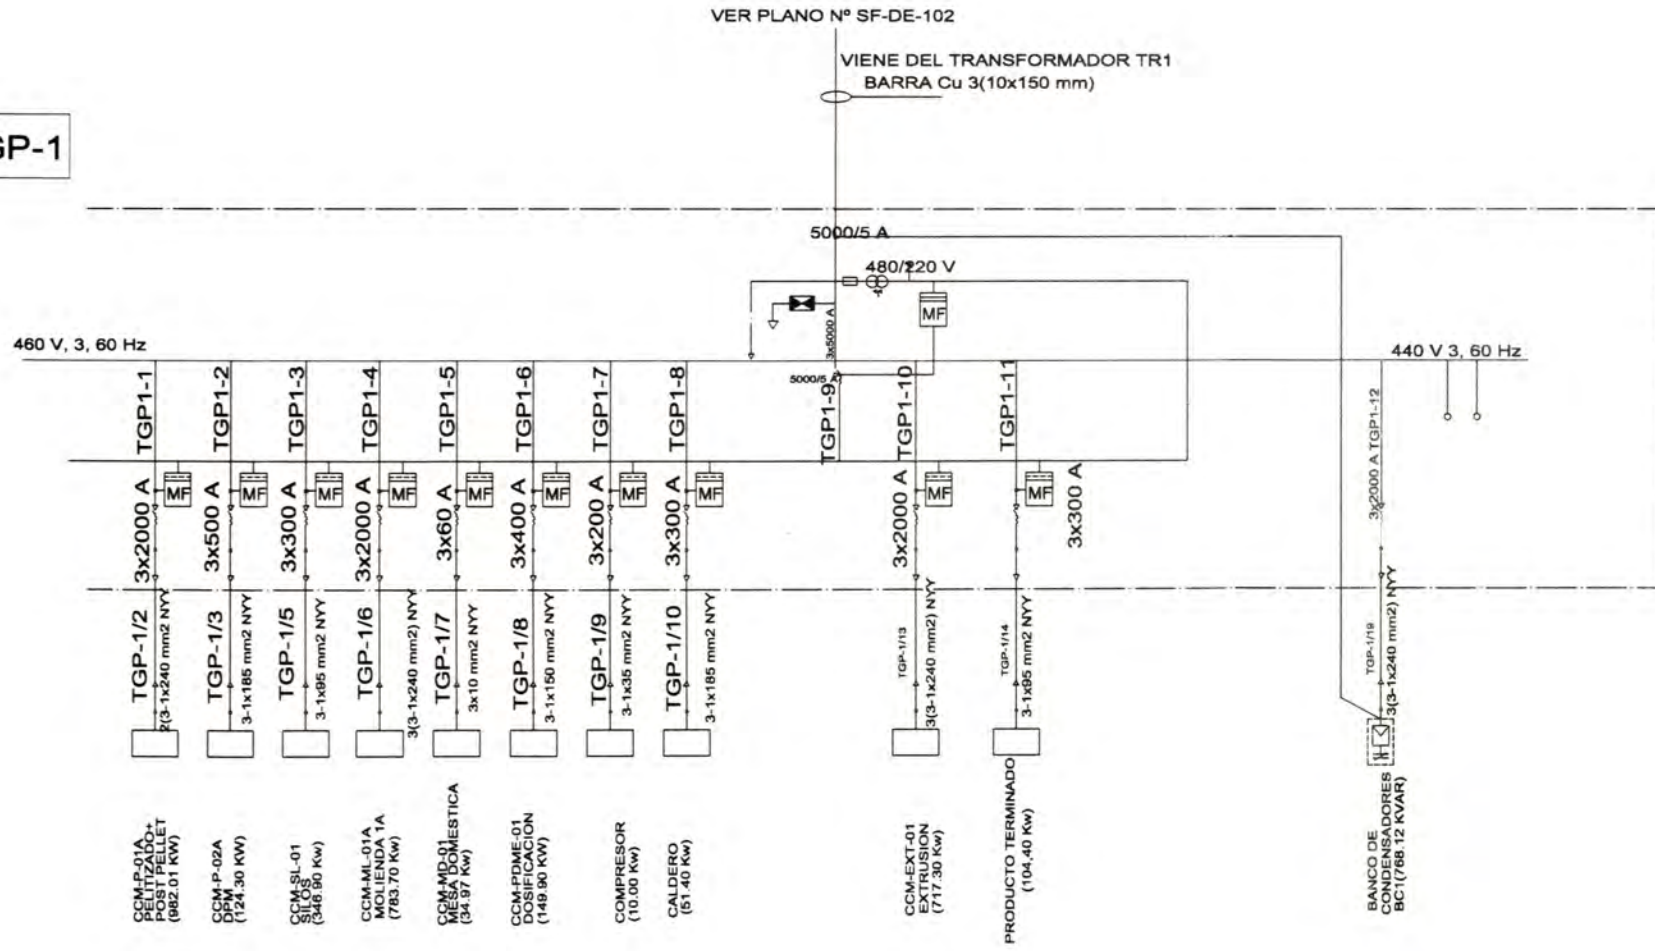 VER PLANO Nº SF-DE-102
VIENE DEL TRANSFORMADOR TR1
BARRA Cu 3(10x150 mm)
GP-1
5000/5 A
480/220 V
MF
3x5000 A
460 V, 3, 60 Hz
440 V 3, 60 Hz
5000/5 A
TGP1-1
TGP1-2
TGP1-3
TGP1-4
TGP1-5
TGP1-6
TGP1-7
TGP1-8
TGP1-9
TGP1-10
TGP1-11
3x2000 A TGP1-12
MF
MF
MF
MF
MF
MF
MF
MF
MF
MF
3x2000 A
3x500 A
3x300 A
3x2000 A
3x60 A
3x400 A
3x200 A
3x300 A
3x2000 A
3x300 A
TGP-1/2
2(3-1x240 mm2) NYY
TGP-1/3
3-1x185 mm2 NYY
TGP-1/5
3-1x95 mm2 NYY
TGP-1/6
3(3-1x240 mm2) NYY
TGP-1/7
3x10 mm2 NYY
TGP-1/8
3-1x150 mm2 NYY
TGP-1/9
3-1x35 mm2 NYY
TGP-1/10
3-1x185 mm2 NYY
TGP-1/13
3(3-1x240 mm2) NYY
TGP-1/14
3-1x95 mm2 NYY
TGP-1/19
3(3-1x240 mm2) NYY
CCM-P-01A
PELITIZADO+
POST PELLET
(982.01 KW)
CCM-P-02A
DPM
(124.30 KW)
CCM-SL-01
SILOS
(346.90 Kw)
CCM-ML-01A
MOLIENDA 1A
(783.70 Kw)
CCM-MD-01
MESA DOMESTICA
(34.97 Kw)
CCM-PDME-01
DOSIFICACION
(149.90 KW)
COMPRESOR
(10.00 Kw)
CALDERO
(51.40 Kw)
CCM-EXT-01
EXTRUSION
(717.30 Kw)
PRODUCTO TERMINADO
(104,40 Kw)
BANCO DE
CONDENSADORES
BC1(768.12 KVAR)